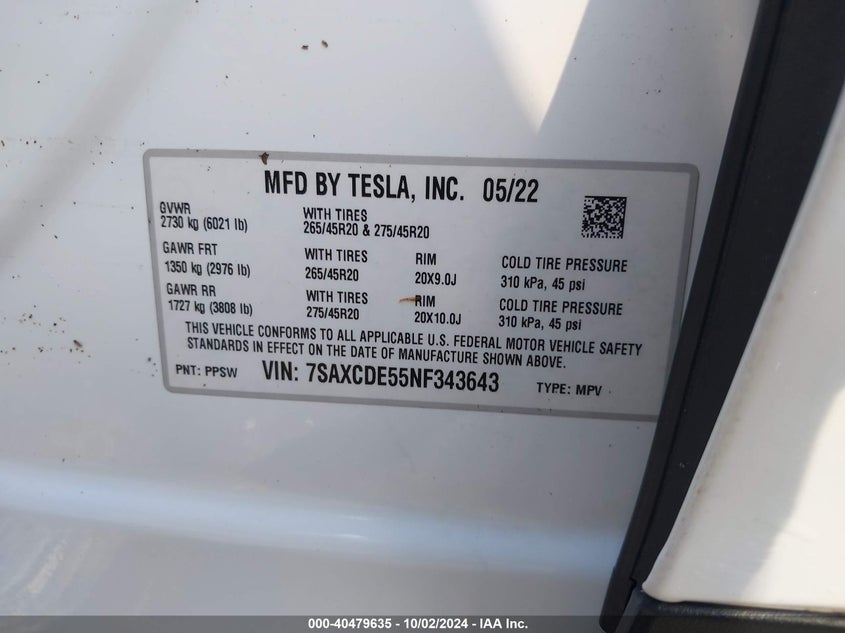 MFD BY TESLA, INC. 05/22
GVWR
2730 kg (6021 lb)
WITH TIRES
265/45R20 & 275/45R20
GAWR FRT
1350 kg (2976 lb)
WITH TIRES
265/45R20
RIM
20X9.0J
COLD TIRE PRESSURE
310 kPa, 45 psi
GAWR RR
1727 kg (3808 lb)
WITH TIRES
275/45R20
RIM
20X10.0J
COLD TIRE PRESSURE
310 kPa, 45 psi
THIS VEHICLE CONFORMS TO ALL APPLICABLE U.S. FEDERAL MOTOR VEHICLE SAFETY
STANDARDS IN EFFECT ON THE DATE OF MANUFACTURE SHOWN ABOVE.
PNT: PPSW VIN: 7SAXCDE55NF343643 TYPE: MPV
000-40479635 - 10/02/2024 - IAA Inc.